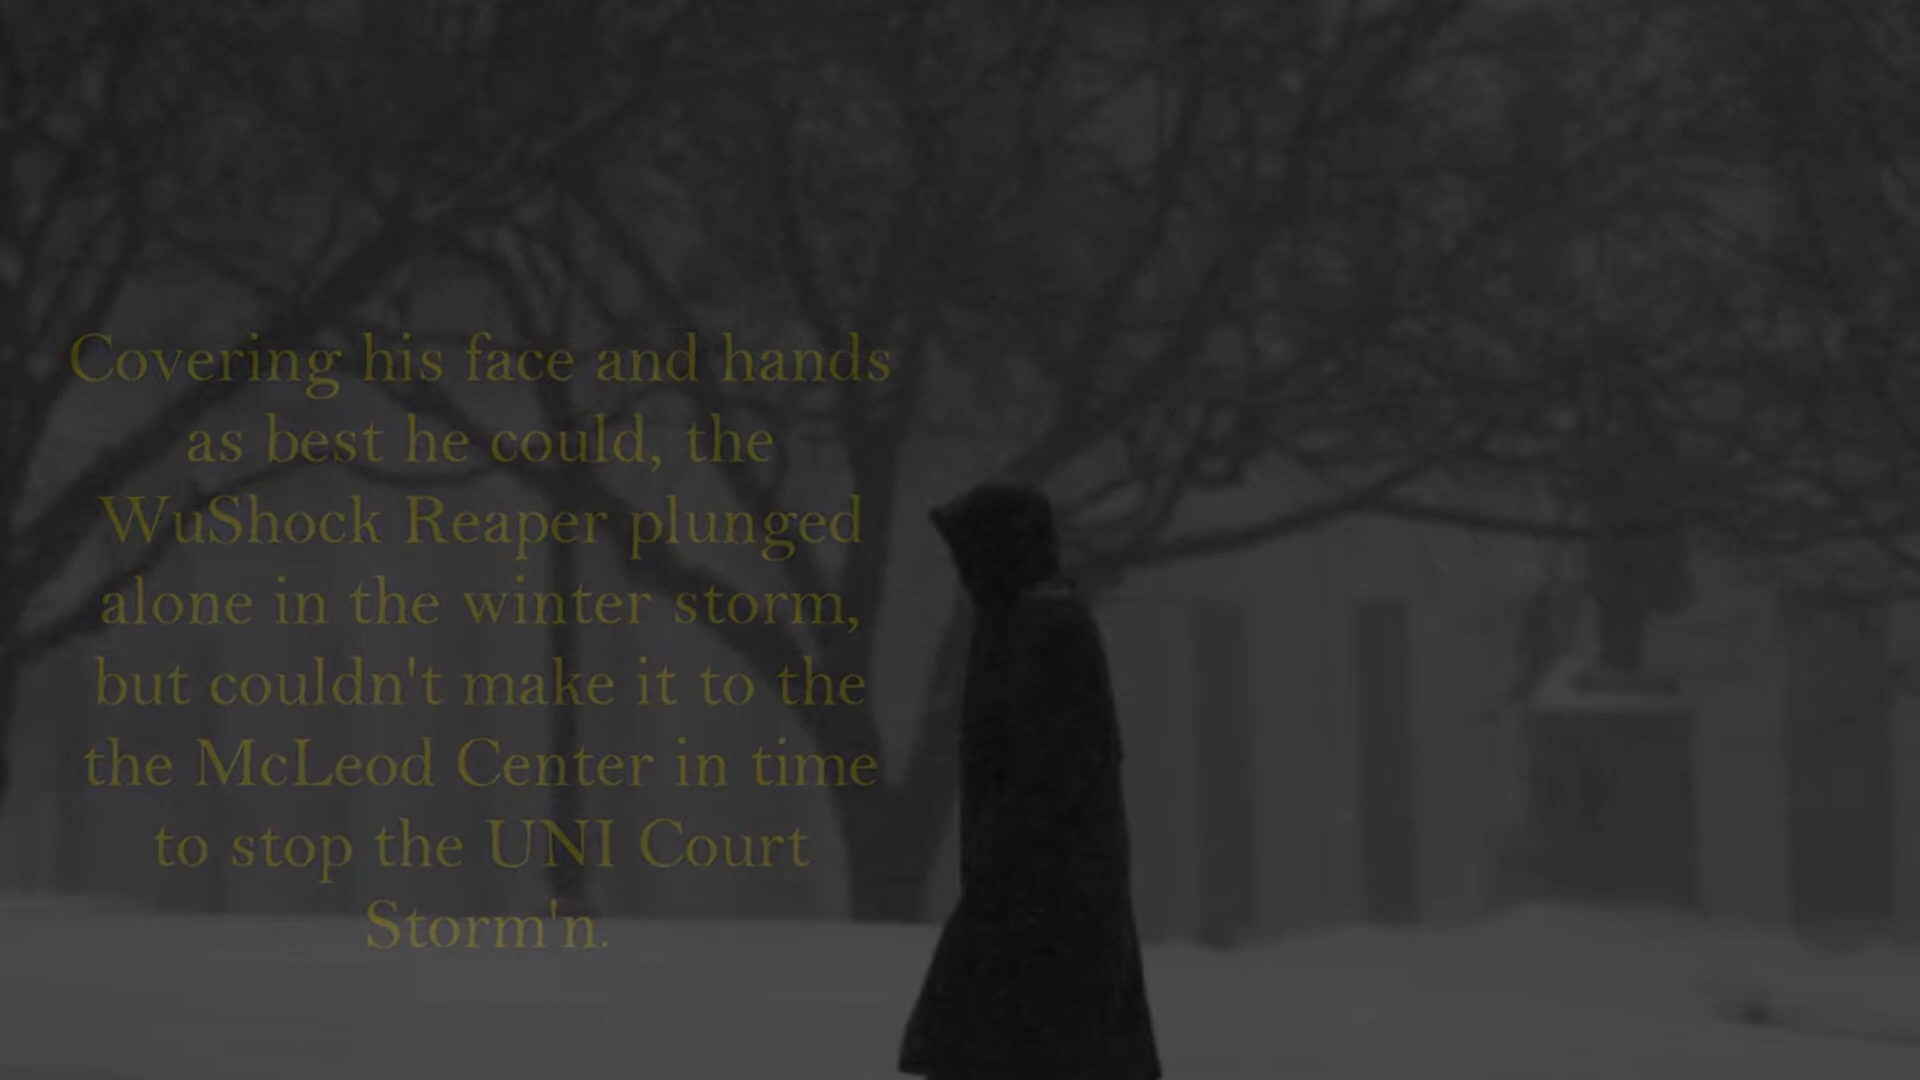 Covering his face and hands
as best he could, the
WuShock Reaper plunged
alone in the winter storm,
but couldn't make it to the
the McLeod Center in time
to stop the UNI Court
Storm'n.